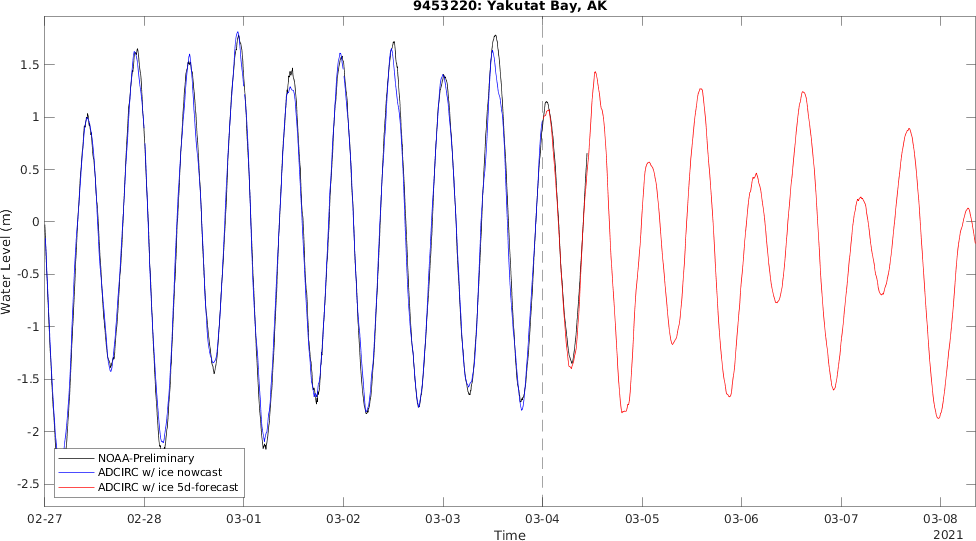 9453220: Yakutat Bay, AK
Water Level (m)
1.5
1
0.5
0
-0.5
-1
-1.5
-2
-2.5
NOAA-Preliminary
ADCIRC w/ ice nowcast
ADCIRC w/ ice 5d-forecast
02-27 02-28 03-01 03-02 03-03 03-04 03-05 03-06 03-07 03-08
Time
2021